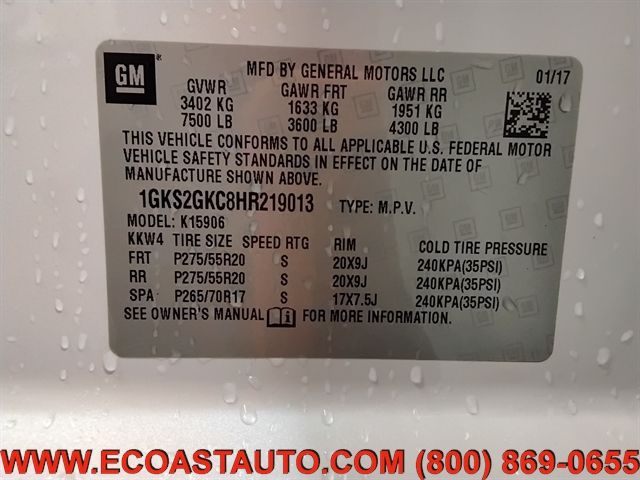 GM
MFD BY GENERAL MOTORS LLC 01/17
GVWR GAWR FRT GAWR RR
3402 KG 1633 KG 1951 KG
7500 LB 3600 LB 4300 LB
THIS VEHICLE CONFORMS TO ALL APPLICABLE U.S. FEDERAL MOTOR
VEHICLE SAFETY STANDARDS IN EFFECT ON THE DATE OF
MANUFACTURE SHOWN ABOVE.
1GKS2GKC8HR219013 TYPE: M.P.V.
MODEL: K15906
KKW4 TIRE SIZE SPEED RTG RIM COLD TIRE PRESSURE
FRT P275/55R20 S 20X9J 240KPA(35PSI)
RR P275/55R20 S 20X9J 240KPA(35PSI)
SPA P265/70R17 S 17X7.5J 240KPA(35PSI)
SEE OWNER'S MANUAL FOR MORE INFORMATION.
WWW.ECOASTAUTO.COM (800) 869-0655